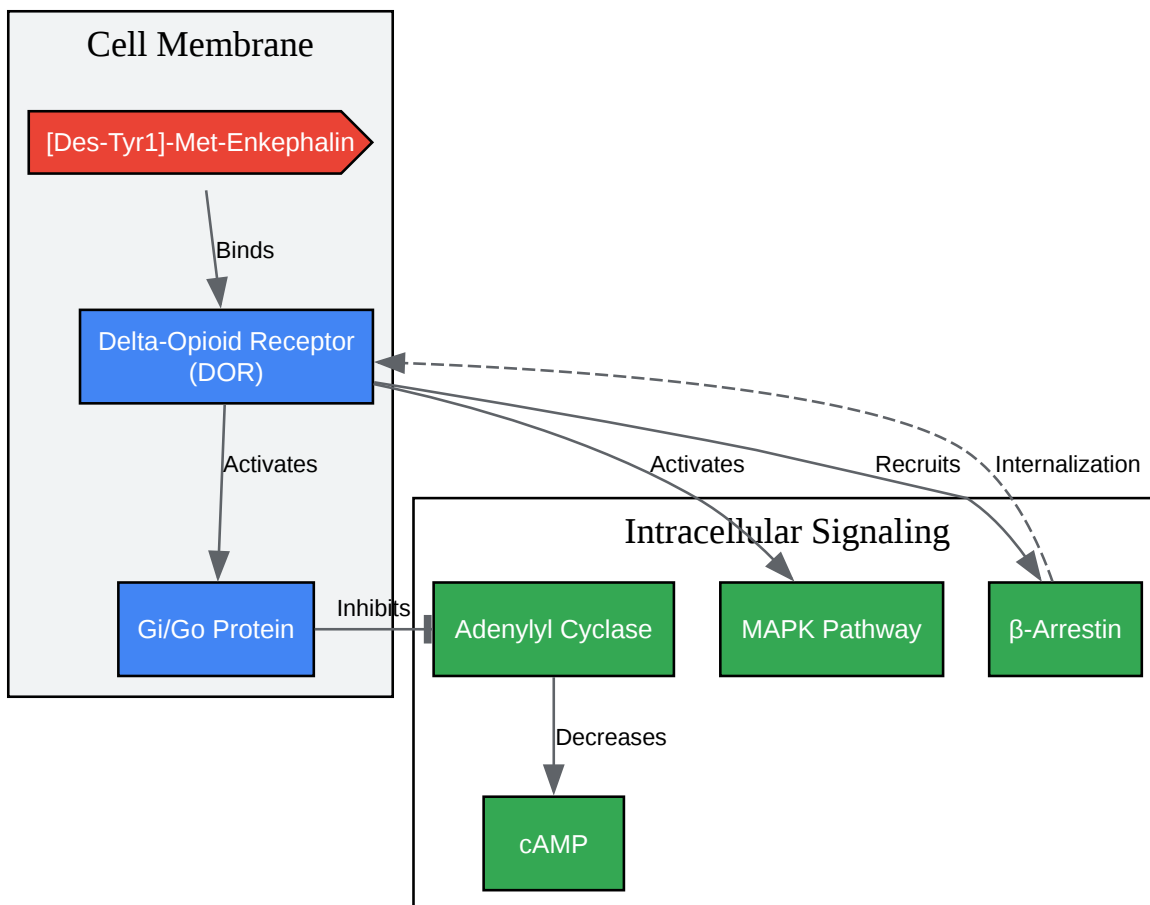 Cell Membrane
[Des-Tyr1]-Met-Enkephalin
Binds
Delta-Opioid Receptor
(DOR)
Activates
Activates
Recruits
Internalization
Intracellular Signaling
Gi/Go Protein
Inhibits
Adenylyl Cyclase
MAPK Pathway
β-Arrestin
Decreases
cAMP